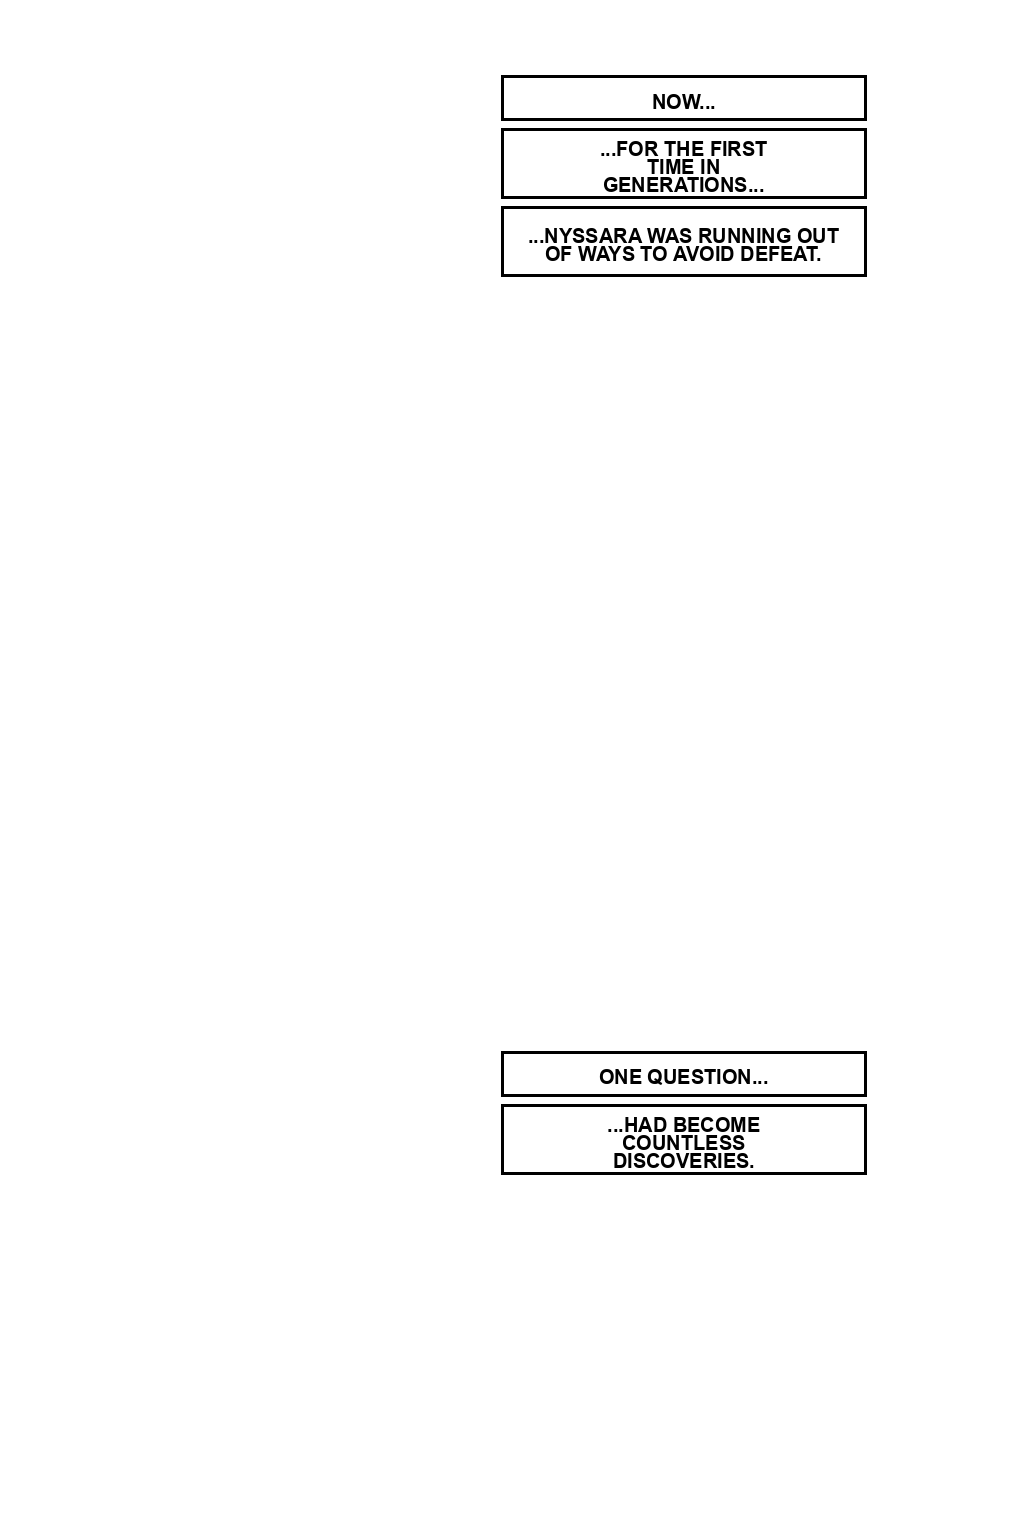 NOW...
...FOR THE FIRST
TIME IN
GENERATIONS...
...NYSSARA WAS RUNNING OUT
OF WAYS TO AVOID DEFEAT.
ONE QUESTION...
...HAD BECOME
COUNTLESS
DISCOVERIES.